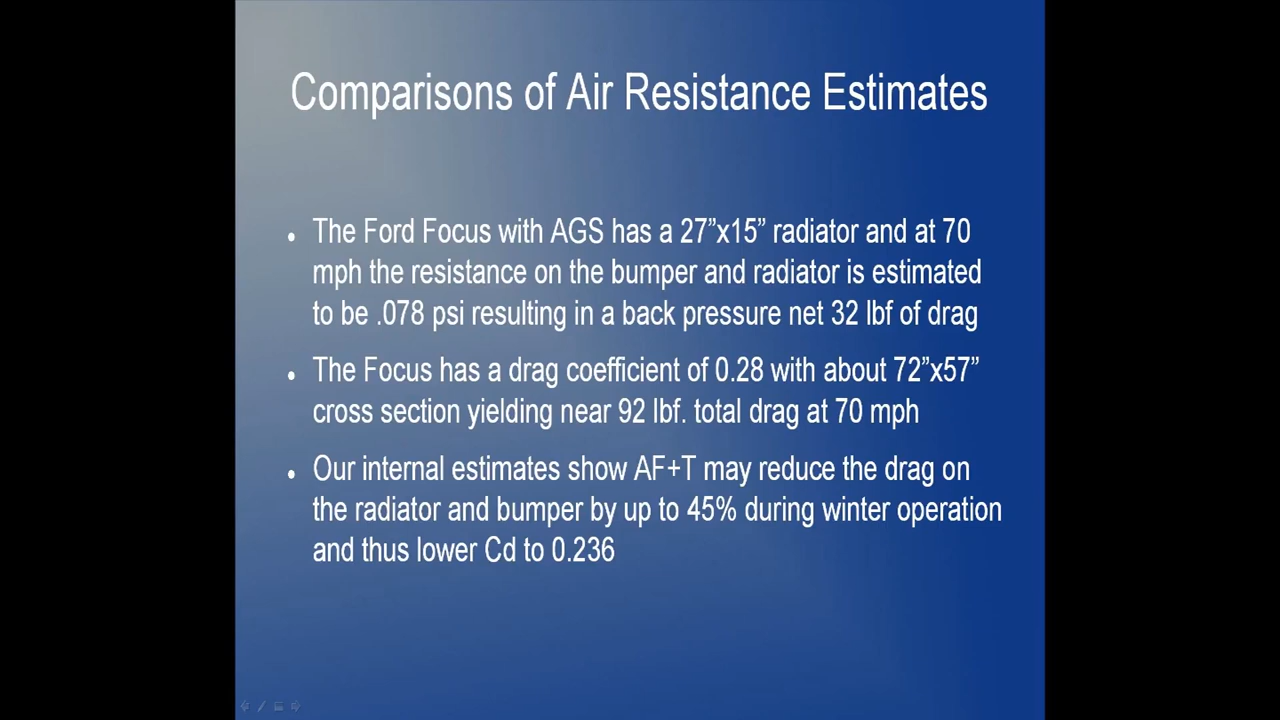 Comparisons of Air Resistance Estimates
• The Ford Focus with AGS has a 27”x15” radiator and at 70
mph the resistance on the bumper and radiator is estimated
to be .078 psi resulting in a back pressure net 32 lbf of drag
• The Focus has a drag coefficient of 0.28 with about 72”x57”
cross section yielding near 92 lbf. total drag at 70 mph
• Our internal estimates show AF+T may reduce the drag on
the radiator and bumper by up to 45% during winter operation
and thus lower Cd to 0.236